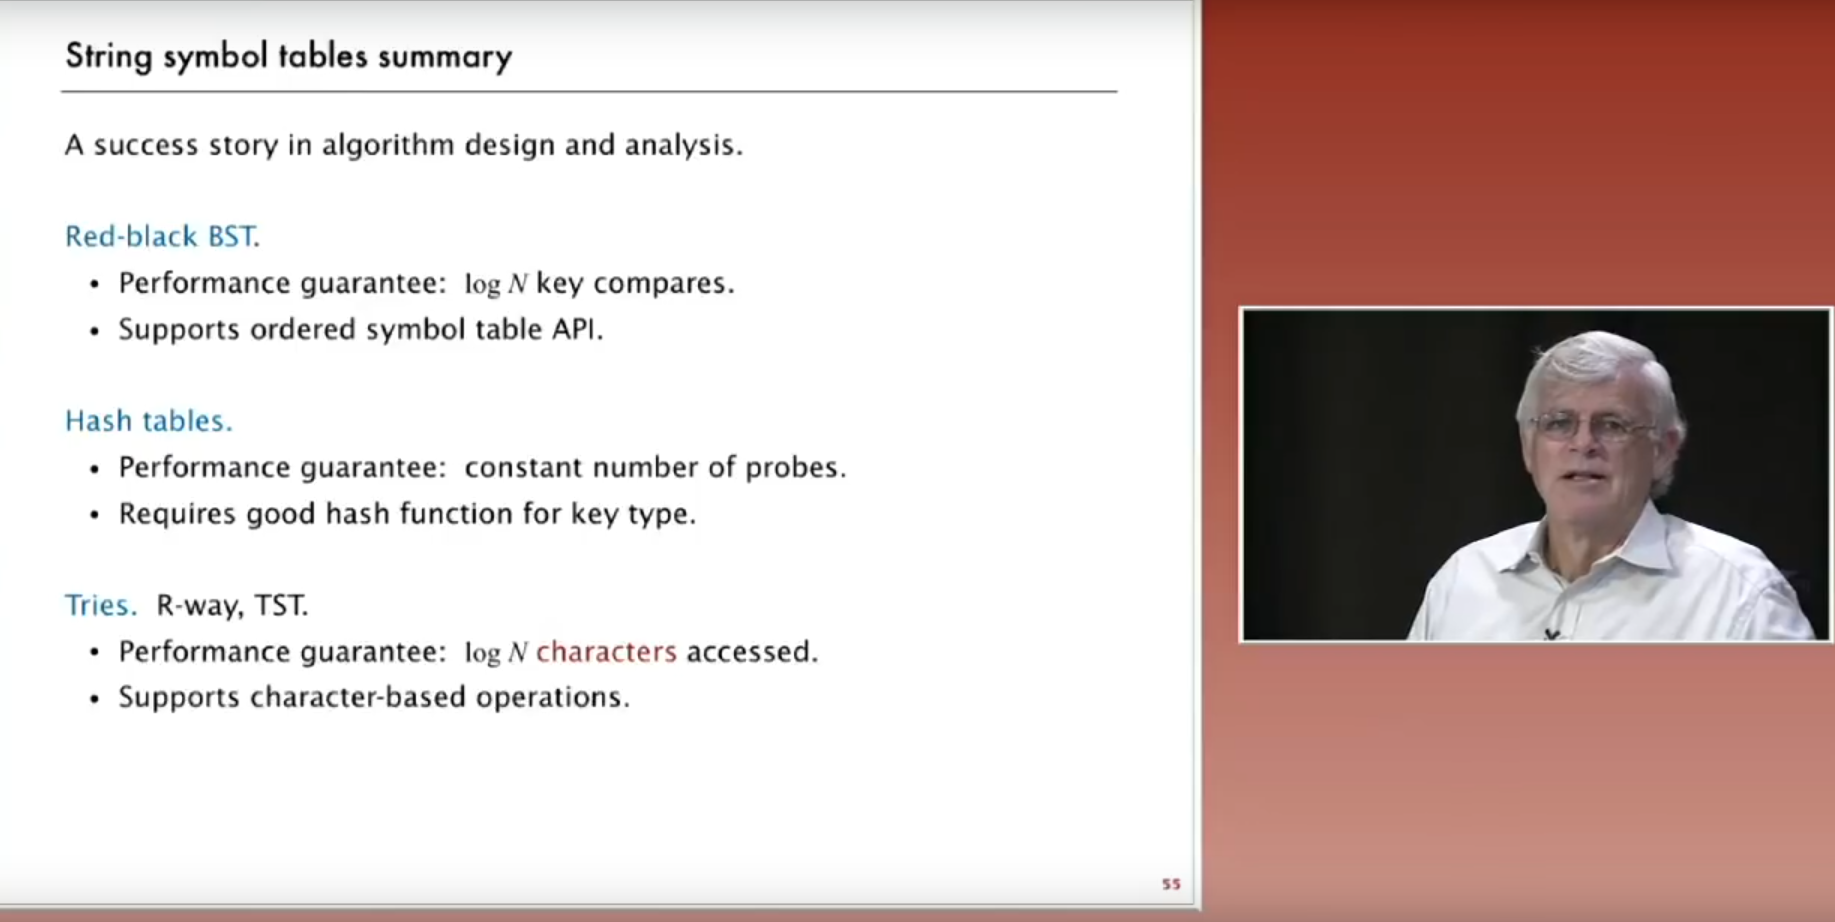 String symbol tables summary
A success story in algorithm design and analysis.
Red-black BST.
• Performance guarantee: log N key compares.
• Supports ordered symbol table API.
Hash tables.
• Performance guarantee: constant number of probes.
• Requires good hash function for key type.
Tries. R-way, TST.
• Performance guarantee: log N characters accessed.
• Supports character-based operations.
55